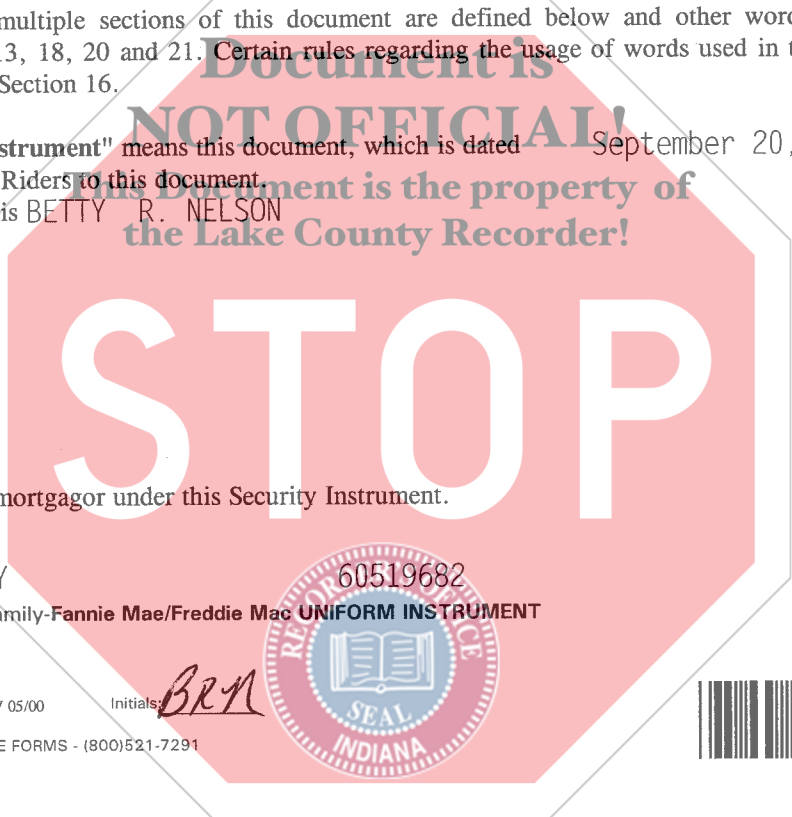 multiple sections of this document are defined below and other word
13, 18, 20 and 21. Certain rules regarding the usage of words used in t
Section 16.
Document is
NOT OFFICIAL!
strument" means this document, which is dated September 20,
This Document is the property of
Riders to this document.
is BETTY R. NELSON
the Lake County Recorder!
STOP
mortgagor under this Security Instrument.
Y 60519682
amily-Fannie Mae/Freddie Mac UNIFORM INSTRUMENT
RECORDER'S OFFICE
SEAL
INDIANA
/ 05/00 Initials: BRN
E FORMS - (800)521-7291